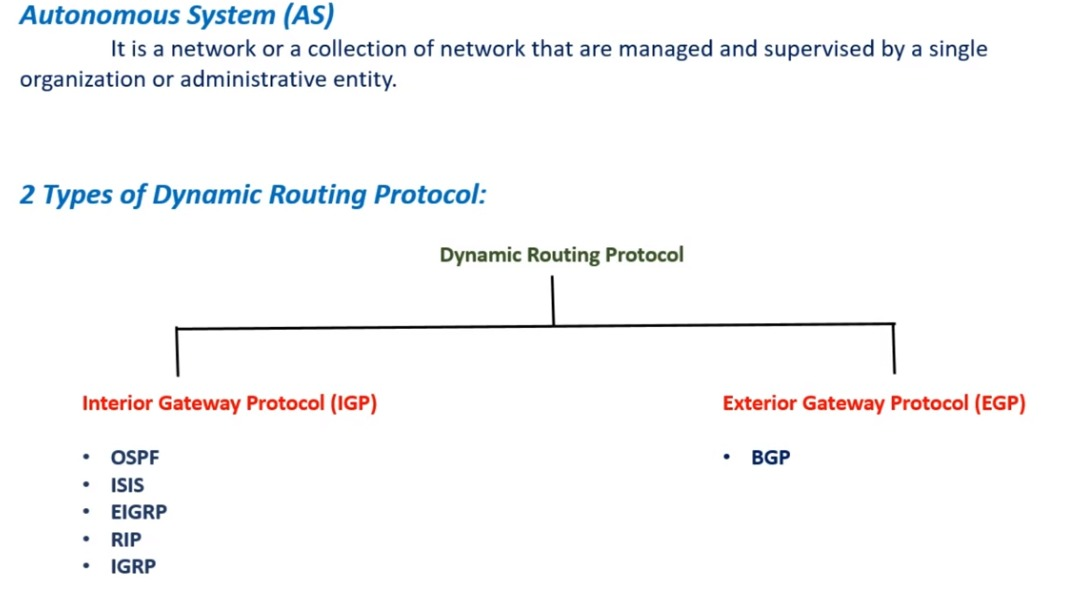 Autonomous System (AS)
It is a network or a collection of network that are managed and supervised by a single
organization or administrative entity.
2 Types of Dynamic Routing Protocol:
Dynamic Routing Protocol
Interior Gateway Protocol (IGP)
Exterior Gateway Protocol (EGP)
• OSPF
• BGP
• ISIS
• EIGRP
• RIP
• IGRP